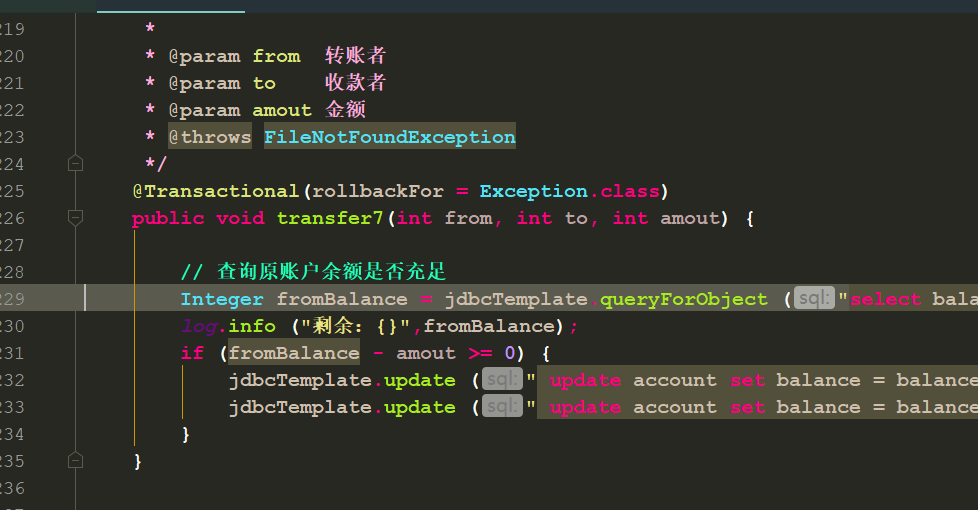 219 *
220 * @param from 转账者
221 * @param to 收款者
222 * @param amout 金额
223 * @throws FileNotFoundException
224 */
225 @Transactional(rollbackFor = Exception.class)
226 public void transfer7(int from, int to, int amout) {
227
228 // 查询原账户余额是否充足
229 Integer fromBalance = jdbcTemplate.queryForObject (sql: "select bala
230 log.info ("剩余：{}",fromBalance);
231 if (fromBalance - amout >= 0) {
232 jdbcTemplate.update (sql: " update account set balance = balance
233 jdbcTemplate.update (sql: " update account set balance = balance
234 }
235 }
236